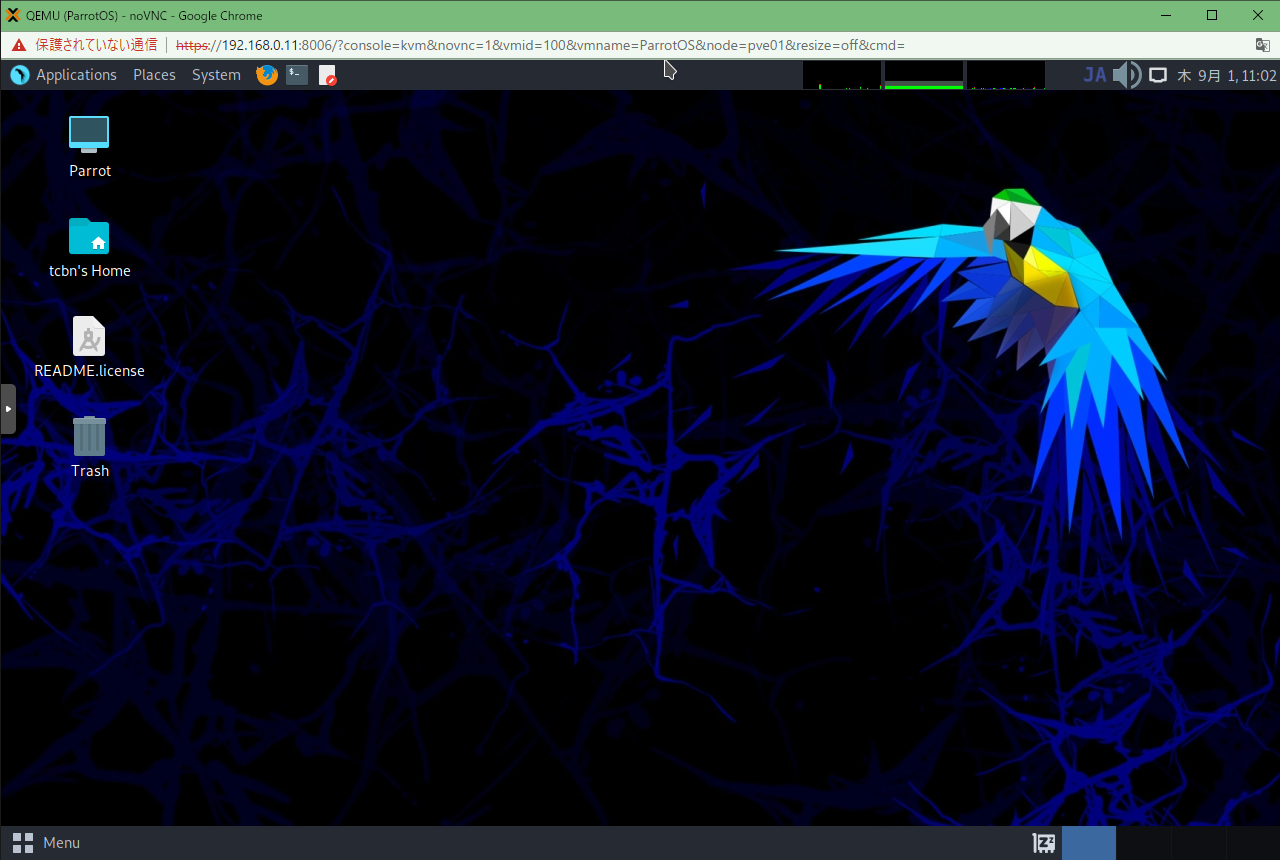 QEMU (ParrotOS) - noVNC - Google Chrome
保護されていない通信 https://192.168.0.11:8006/?console=kvm&novnc=1&vmid=100&vmname=ParrotOS&node=pve01&resize=off&cmd=
Applications Places System $- JA 木 9月 1, 11:02
Parrot
tcbn's Home
README.license
Trash
Menu